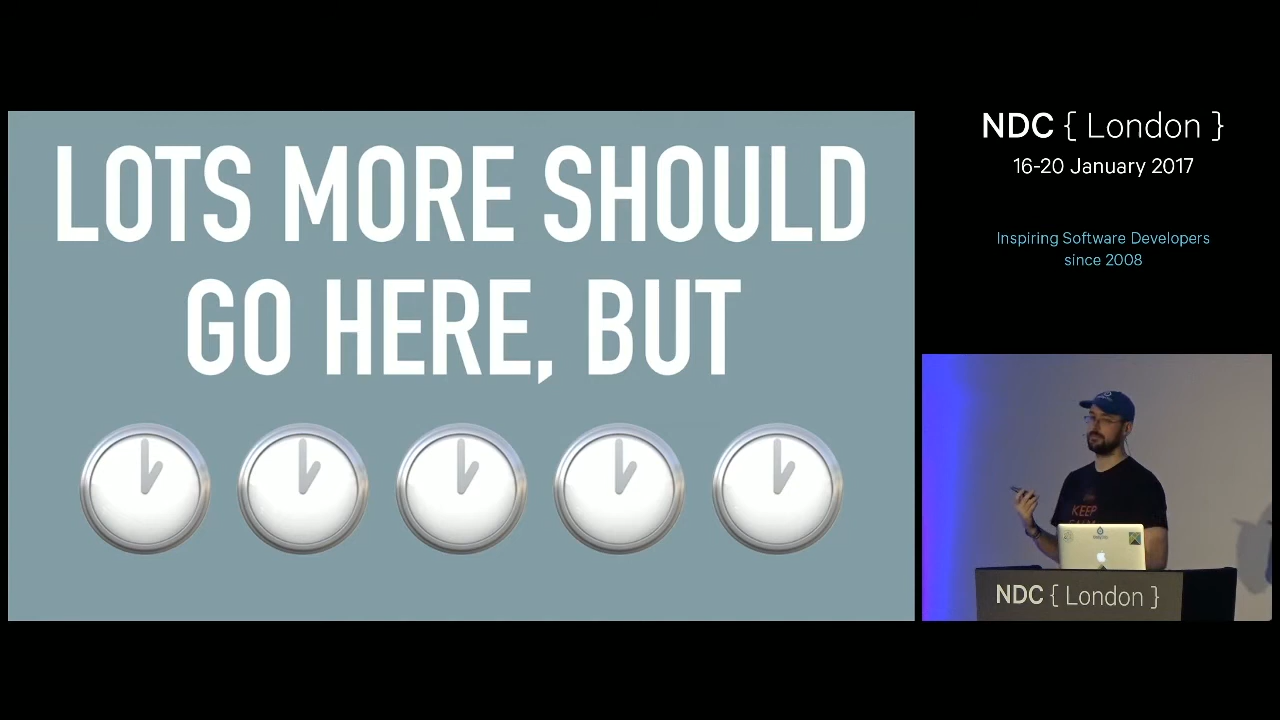 LOTS MORE SHOULD
GO HERE, BUT
NDC { London }
16-20 January 2017
Inspiring Software Developers
since 2008
KEEP
NDC { London }